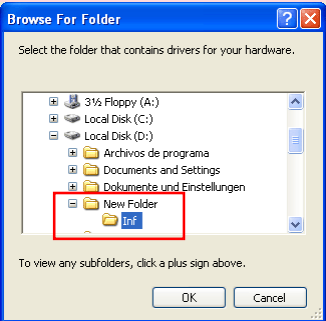 Browse For Folder
Select the folder that contains drivers for your hardware.
3½ Floppy (A:)
Local Disk (C:)
Local Disk (D:)
Archivos de programa
Documents and Settings
Dokumente und Einstellungen
New Folder
Inf
To view any subfolders, click a plus sign above.
OK Cancel